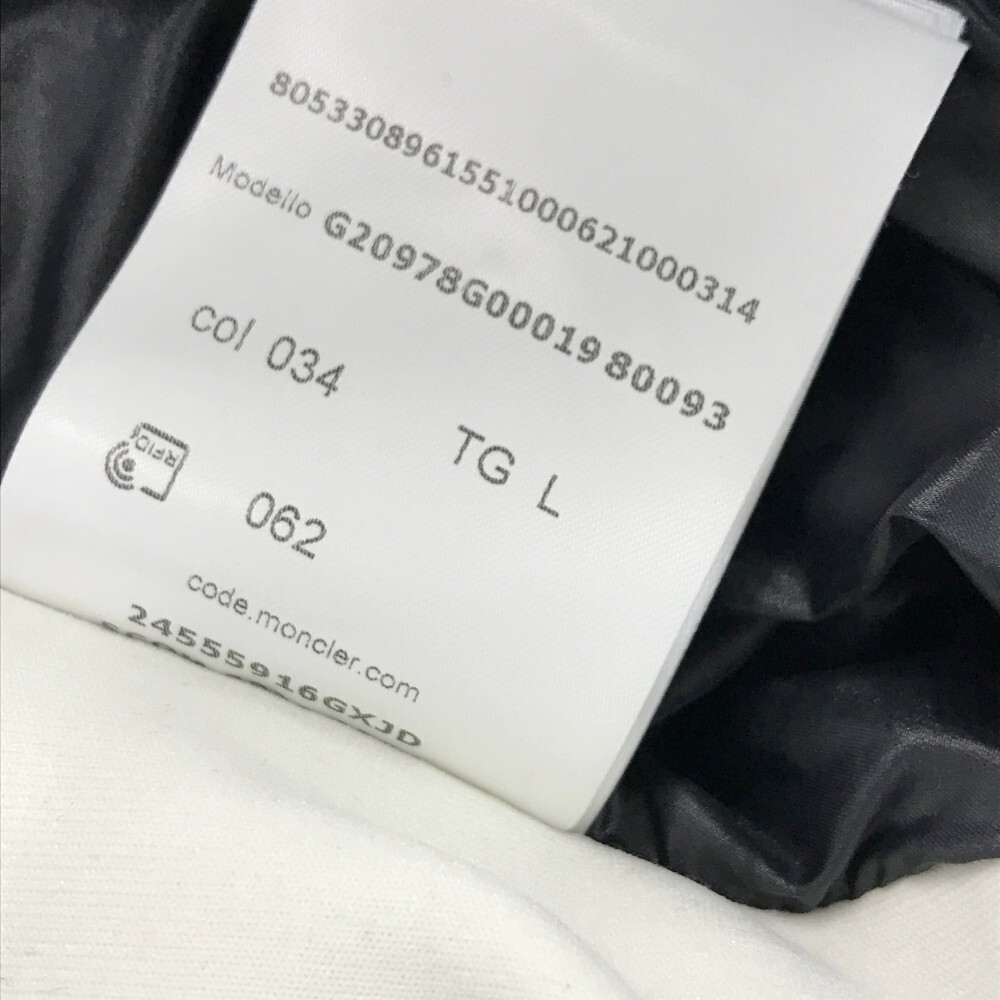 8053308961551000621000314
Modello G20978G0001980093
col 034
TG L
RFID
062
code.moncler.com
24555916GXJD